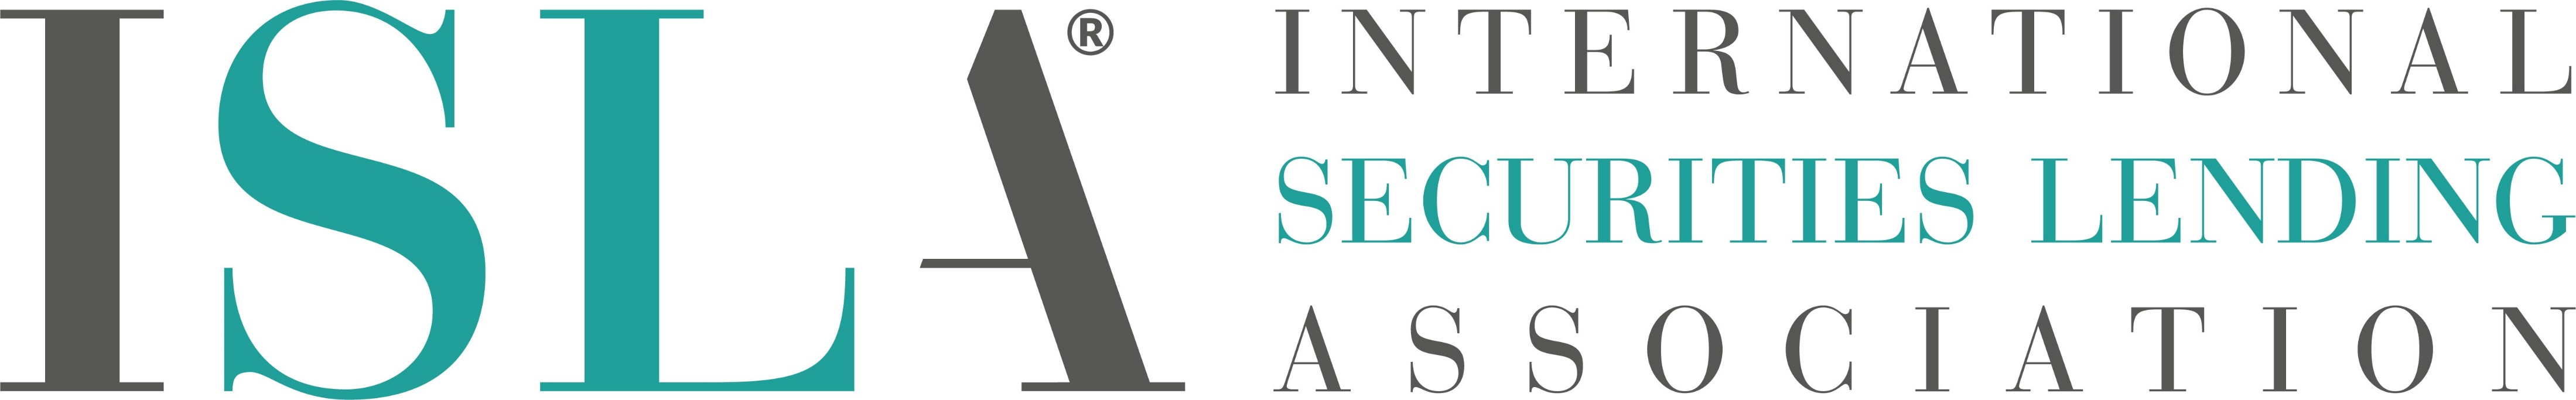 ISLA®
INTERNATIONAL
SECURITIES LENDING
ASSOCIATION